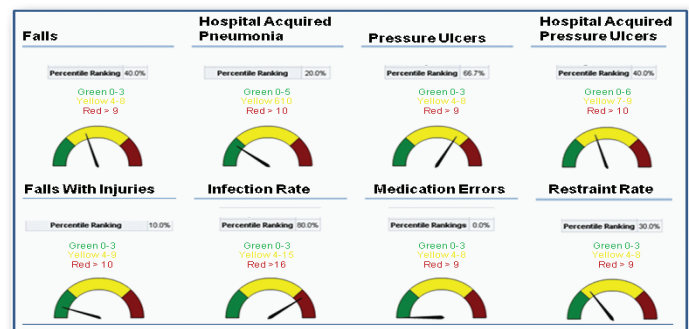 Falls
Hospital Acquired
Pneumonia
Pressure Ulcers
Hospital Acquired
Pressure Ulcers
Percentile Ranking 40.0%
Percentile Ranking 20.0%
Percentile Ranking 66.7%
Percentile Ranking 40.0%
Green 0-3
Yellow 4-8
Red > 9
Green 0-5
Yellow 610
Red > 10
Green 0-3
Yellow 4-8
Red > 9
Green 0-6
Yellow 7-9
Red > 10
Falls With Injuries
Infection Rate
Medication Errors
Restraint Rate
Percentile Ranking 10.0%
Percentile Ranking 80.0%
Percentile Rankings 0.0%
Percentile Ranking 30.0%
Green 0-3
Yellow 4-9
Red > 10
Green 0-3
Yellow 4-15
Red >16
Green 0-3
Yellow 4-8
Red > 9
Green 0-3
Yellow 4-8
Red > 9